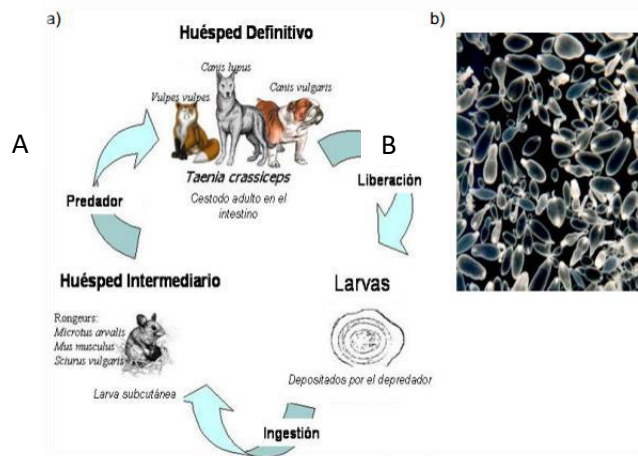 a)
b)
Huésped Definitivo
Canis lupus
Canis vulgaris
Vulpes vulpes
A
B
Taenia crassiceps
Cestodo adulto en el
intestino
Liberación
Predador
Huésped Intermediario
Larvas
Rongeurs:
Microtus arvalis
Mus musculus
Sciurus vulgaris
Larva subcutánea
Depositados por el depredador
Ingestión